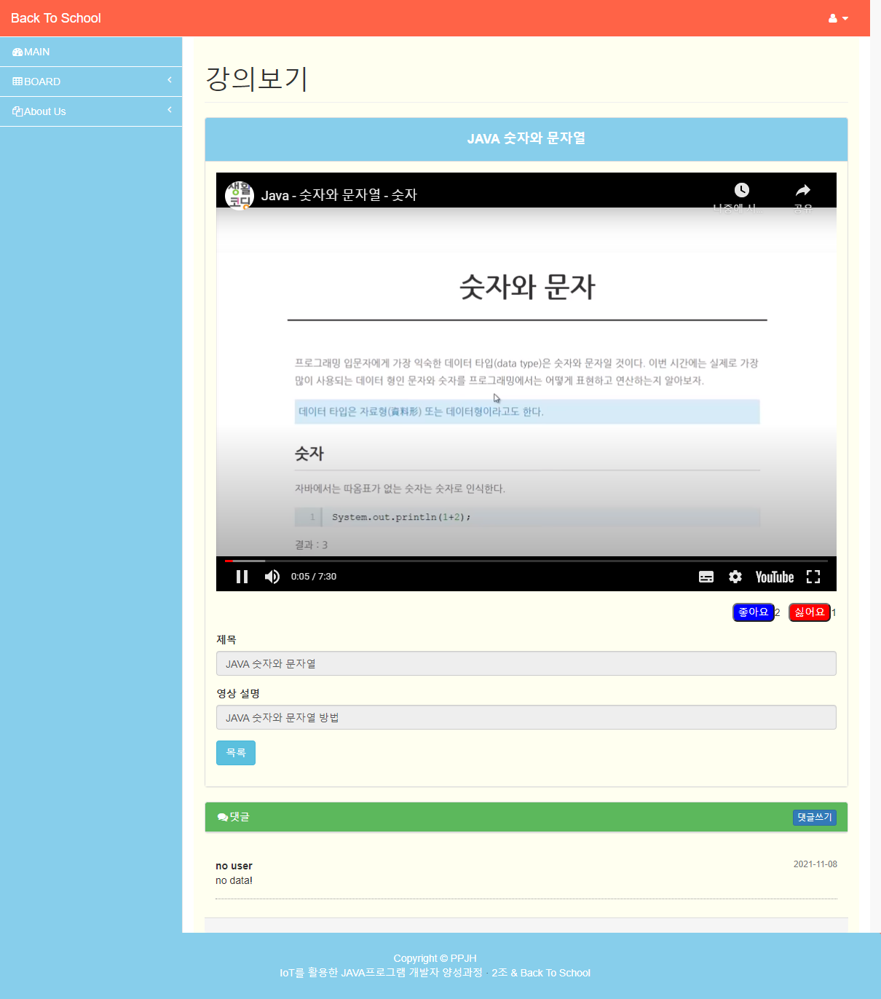 Back To School
MAIN
BOARD
About Us
강의보기
JAVA 숫자와 문자열
생활
코딩
Java - 숫자와 문자열 - 숫자
나중에 시...
공유
숫자와 문자
프로그래밍 입문자에게 가장 익숙한 데이터 타입(data type)은 숫자와 문자일 것이다. 이번 시간에는 실제로 가장
많이 사용되는 데이터 형인 문자와 숫자를 프로그래밍에서는 어떻게 표현하고 연산하는지 알아보자.
데이터 타입은 자료형(資料形) 또는 데이터형이라고도 한다.
숫자
자바에서는 따옴표가 없는 숫자는 숫자로 인식한다.
1 System.out.println(1+2);
결과 : 3
0:05 / 7:30
YouTube
좋아요 2 싫어요 1
제목
JAVA 숫자와 문자열
영상 설명
JAVA 숫자와 문자열 방법
목록
댓글
댓글쓰기
no user
2021-11-08
no data!
Copyright © PPJH
IoT를 활용한 JAVA프로그램 개발자 양성과정 · 2조 & Back To School